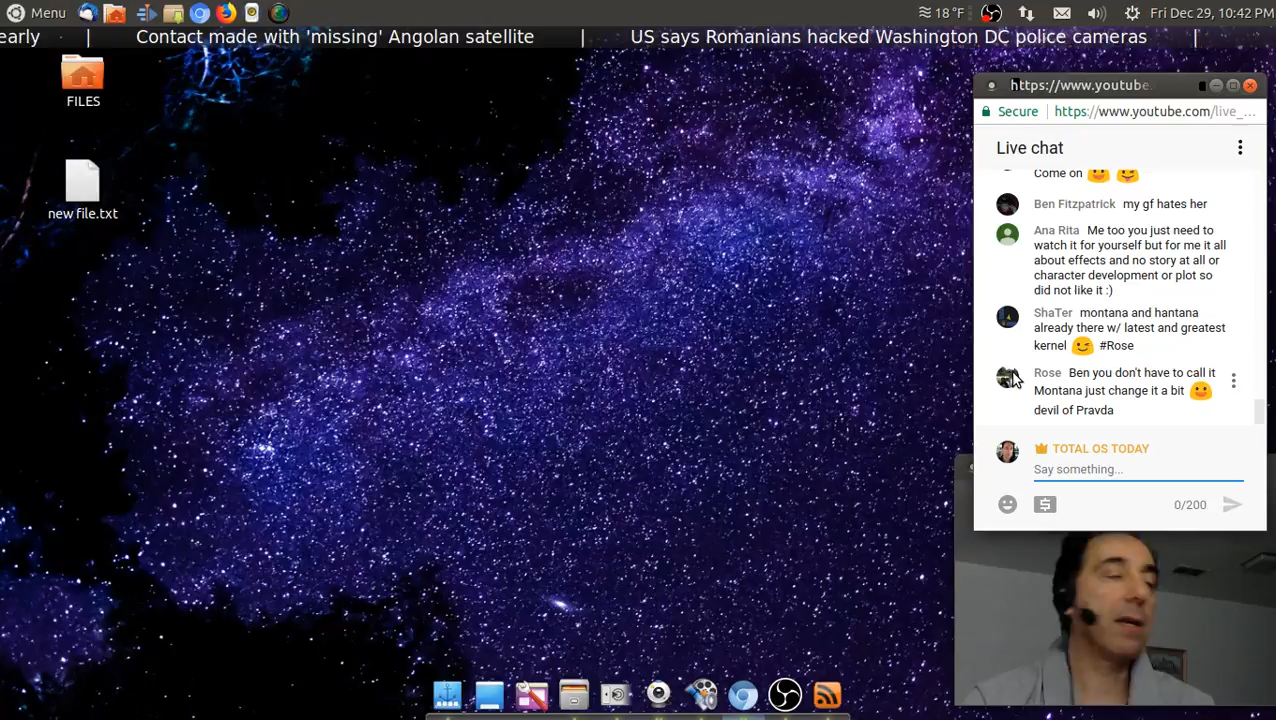 Menu
18 °F
Fri Dec 29, 10:42 PM
early | Contact made with 'missing' Angolan satellite | US says Romanians hacked Washington DC police cameras |
FILES
new file.txt
https://www.youtube.
Secure | https://www.youtube.com/live_...
Live chat
Come on
Ben Fitzpatrick my gf hates her
Ana Rita Me too you just need to
watch it for yourself but for me it all
about effects and no story at all or
character development or plot so
did not like it :)
ShaTer montana and hantana
already there w/ latest and greatest
kernel 😉 #Rose
Rose Ben you don't have to call it
Montana just change it a bit
devil of Pravda
TOTAL OS TODAY
Say something...
0/200